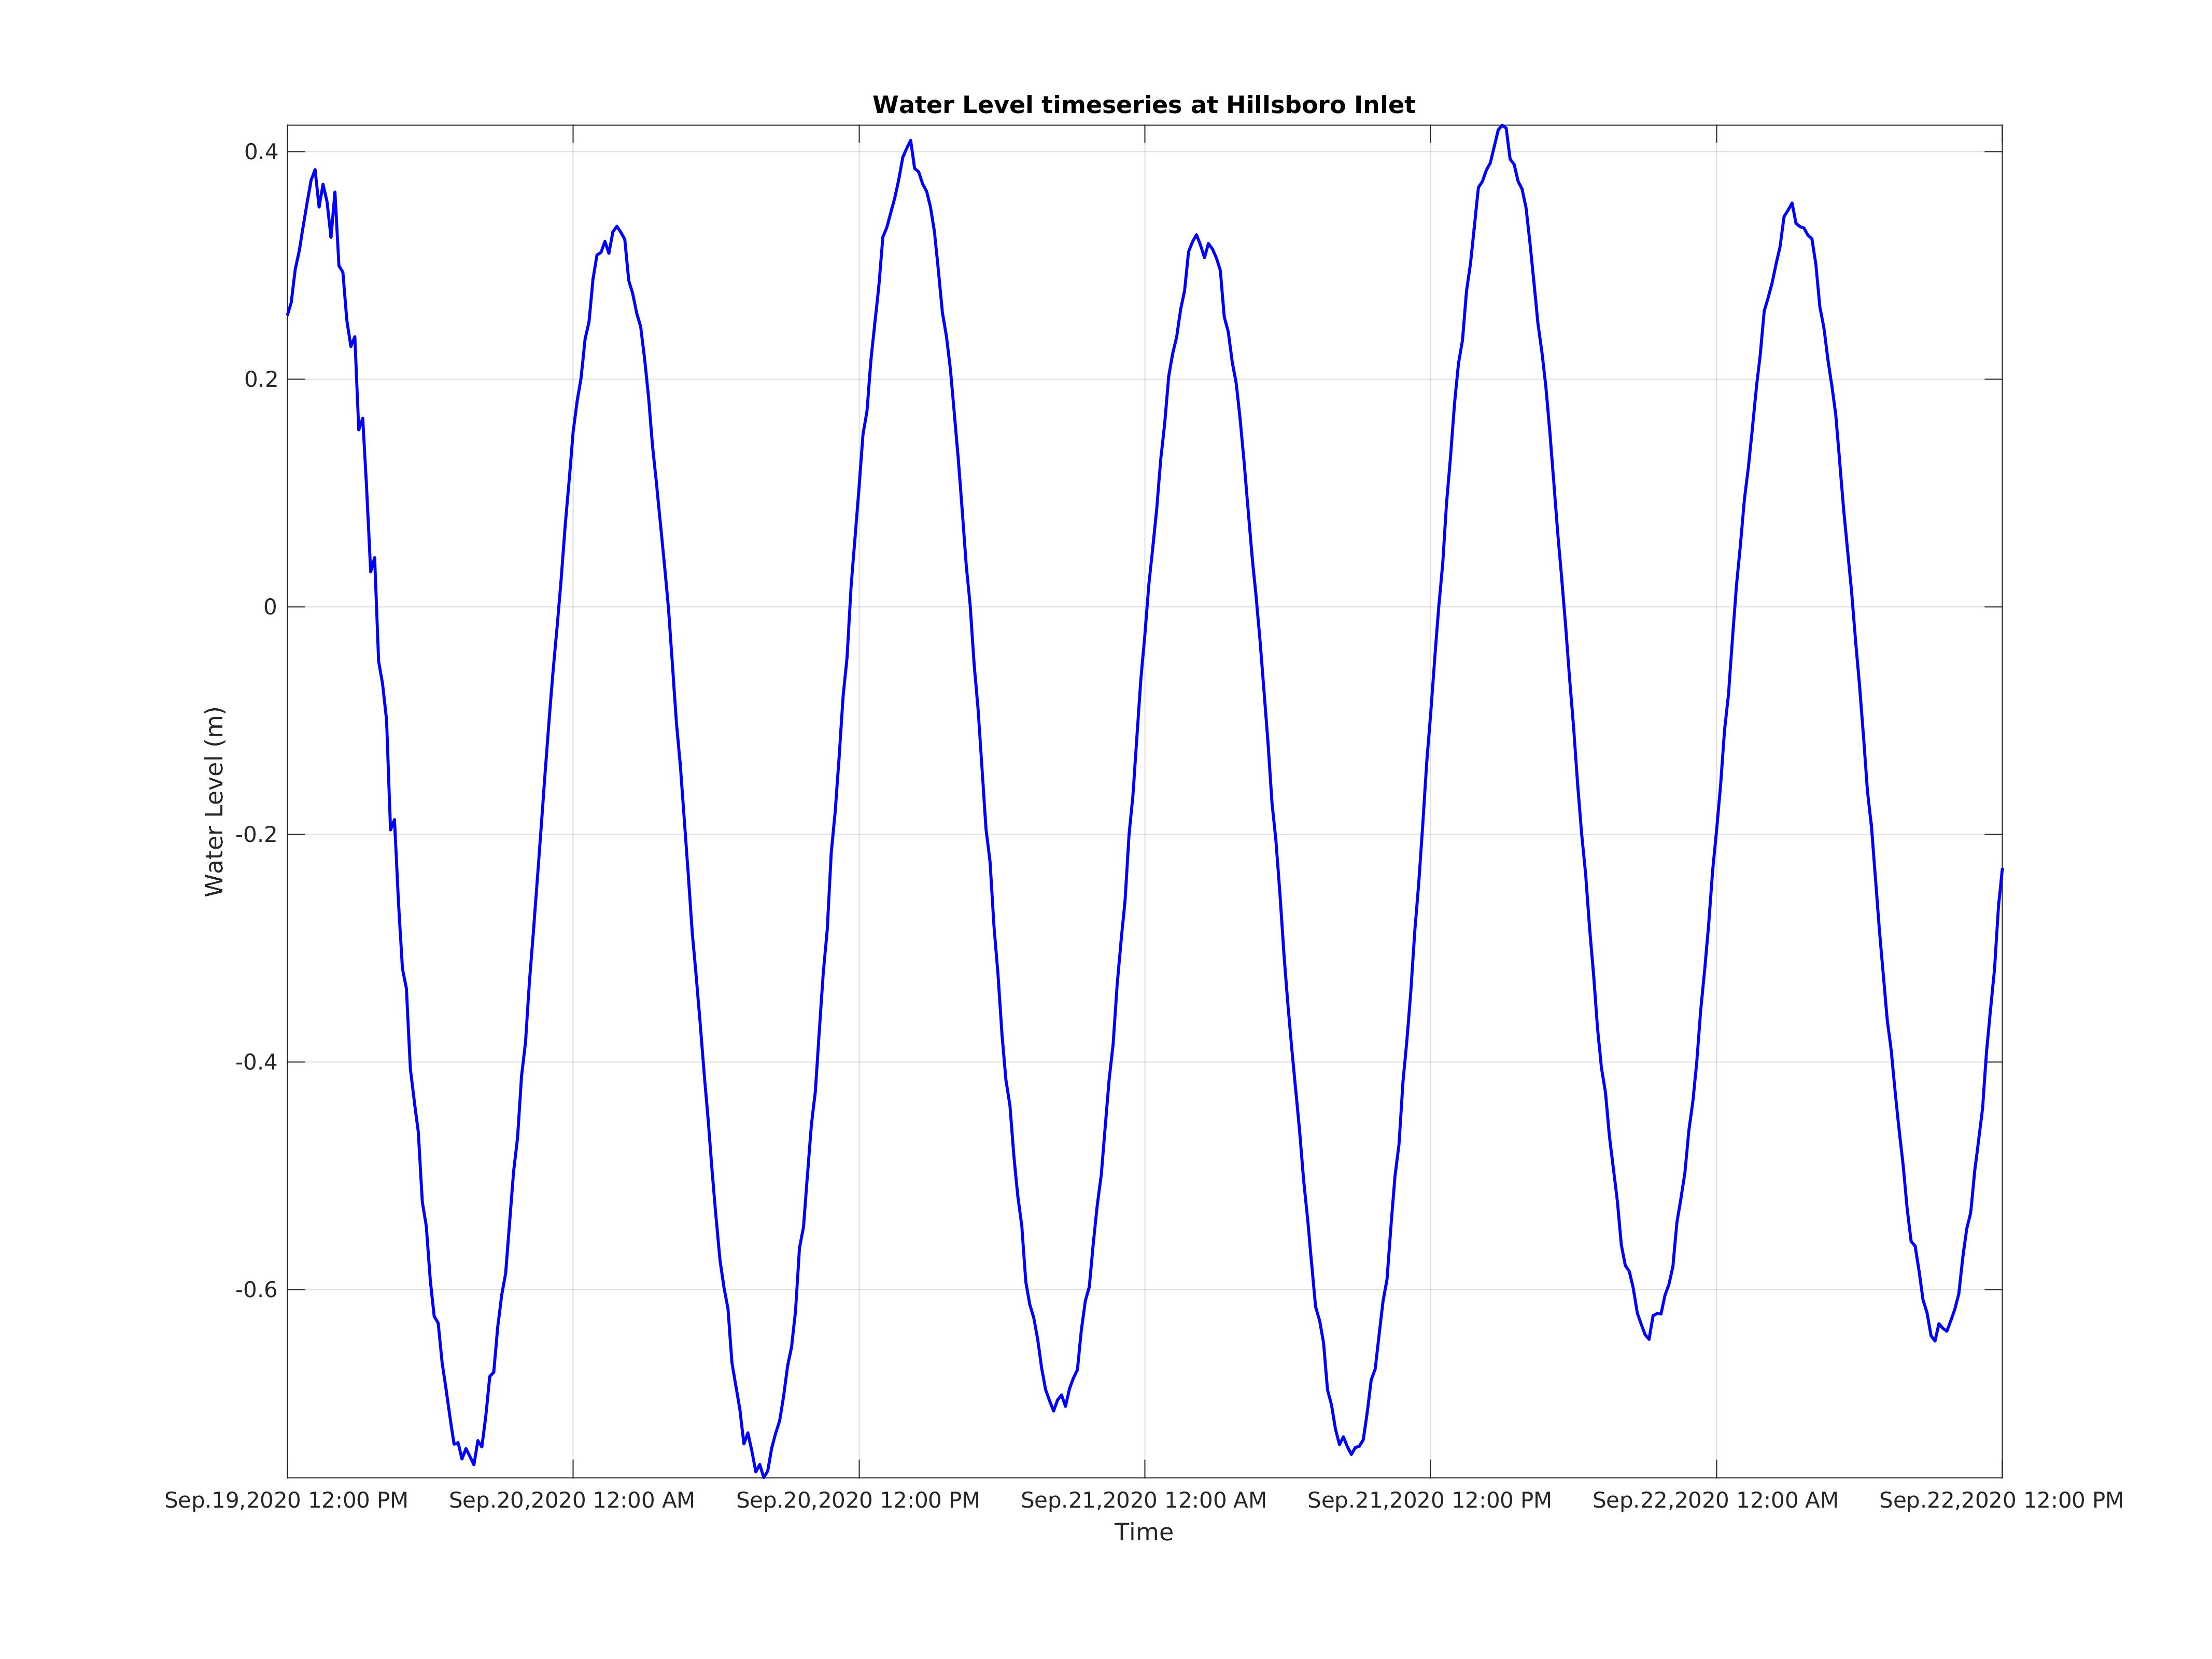 Water Level timeseries at Hillsboro Inlet
0.4
0.2
0
-0.2
-0.4
-0.6
Water Level (m)
Sep.19,2020 12:00 PM
Sep.20,2020 12:00 AM
Sep.20,2020 12:00 PM
Sep.21,2020 12:00 AM
Sep.21,2020 12:00 PM
Sep.22,2020 12:00 AM
Sep.22,2020 12:00 PM
Time